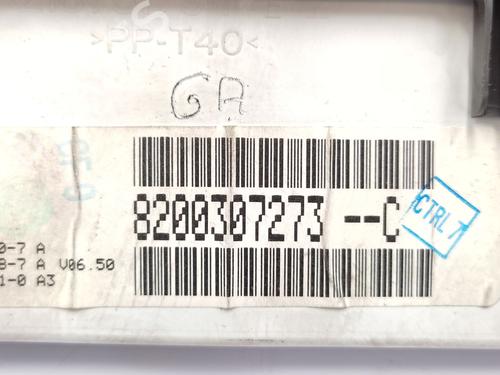 >PP-T40<
GA
8200307273 --C
CTRL 7
0-7 A
8-7 A V06.50
1-0 A3